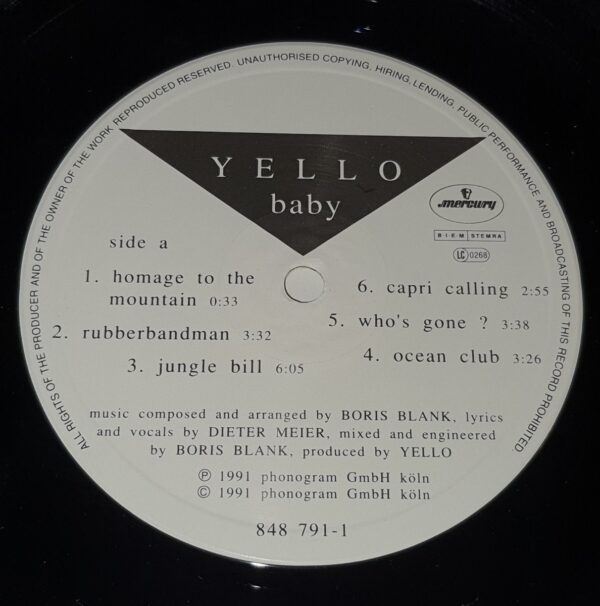 ALL RIGHTS OF THE PRODUCER AND OF THE OWNER OF THE WORK REPRODUCED RESERVED. UNAUTHORISED COPYING, HIRING, LENDING, PUBLIC PERFORMANCE AND BROADCASTING OF THIS RECORD PROHIBITED
YELLO
baby
mercury
B·I·E·M STEMRA
LC 0268
side a
1. homage to the
mountain 0:33
2. rubberbandman 3:32
3. jungle bill 6:05
6. capri calling 2:55
5. who's gone ? 3:38
4. ocean club 3:26
music composed and arranged by BORIS BLANK, lyrics
and vocals by DIETER MEIER, mixed and engineered
by BORIS BLANK, produced by YELLO
℗ 1991 phonogram GmbH köln
© 1991 phonogram GmbH köln
848 791-1